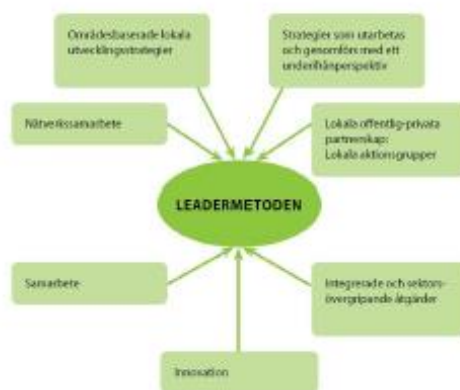 Områdesbaserade lokala
utvecklingsstrategier
Strategier som utarbetas
och genomförs med ett
underifrånperspektiv
Nätverkssamarbete
Lokala offentlig-privata
partnerskap:
Lokala aktionsgrupper
LEADERMETODEN
Samarbete
Integrerade och sektors-
övergripande åtgärder
Innovation